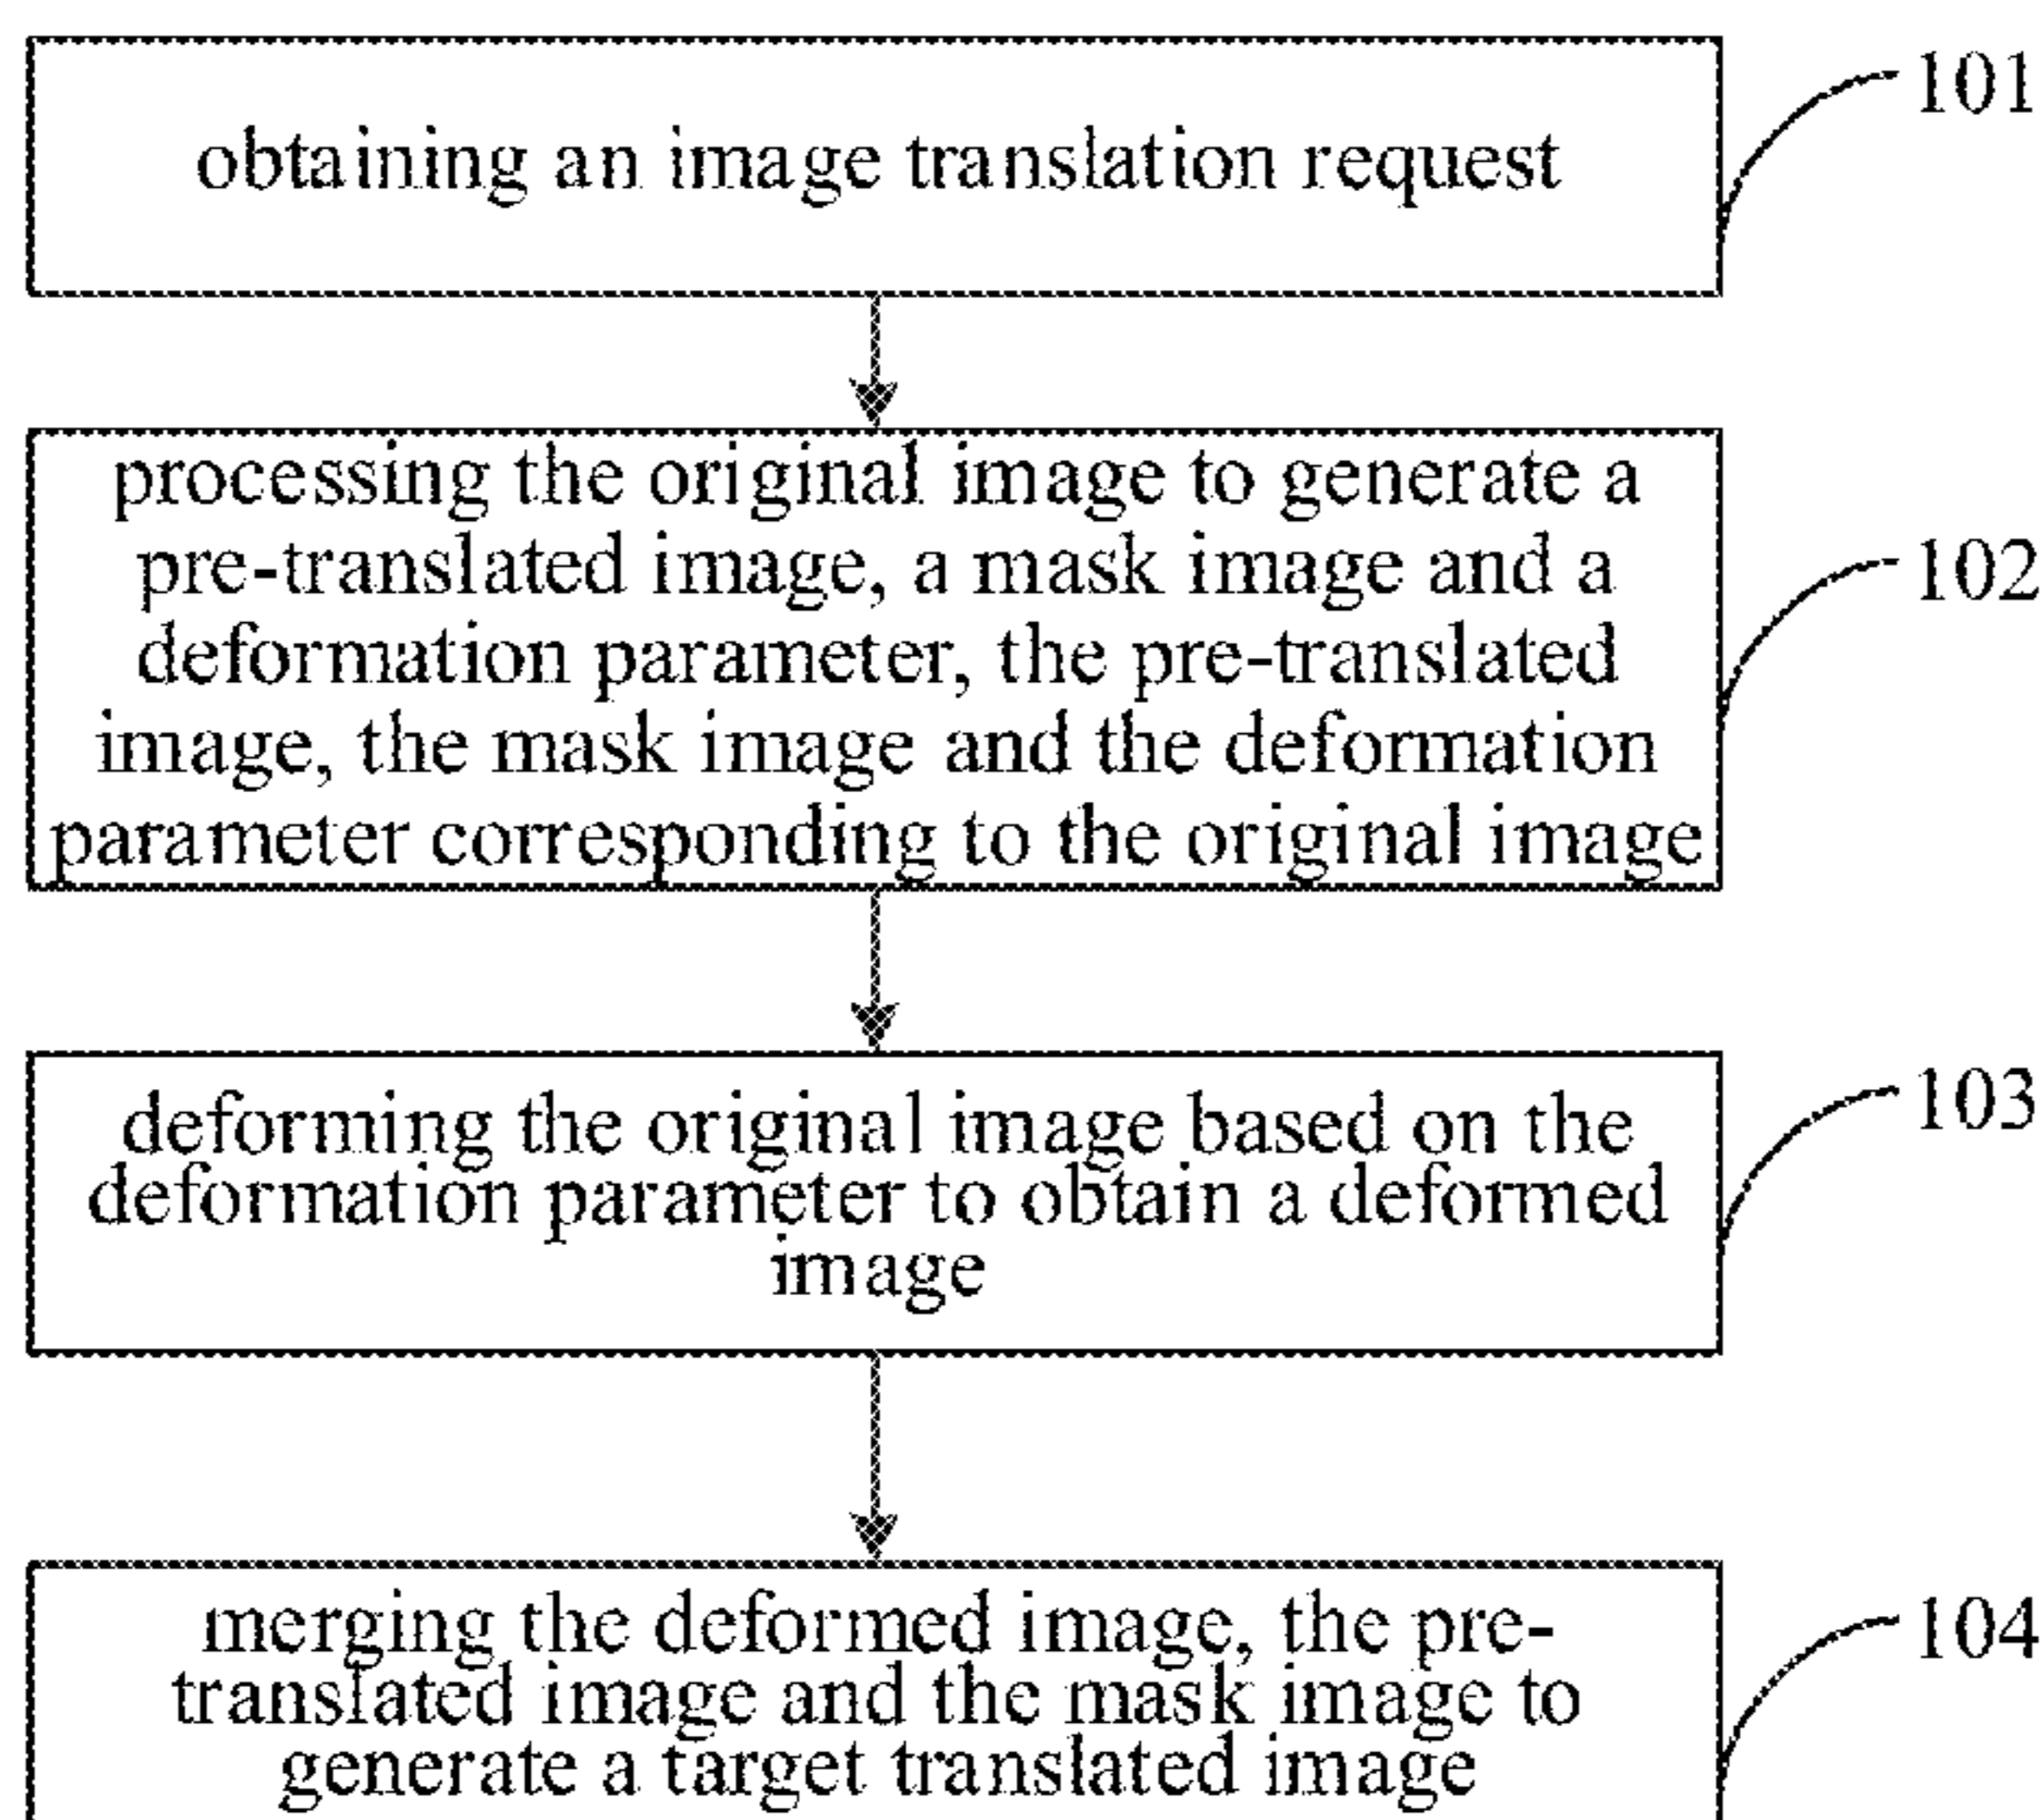 obtaining an image translation request
101
processing the original image to generate a
pre-translated image, a mask image and a
deformation parameter, the pre-translated
image, the mask image and the deformation
parameter corresponding to the original image
102
deforming the original image based on the
deformation parameter to obtain a deformed
image
103
merging the deformed image, the pre-
translated image and the mask image to
generate a target translated image
104